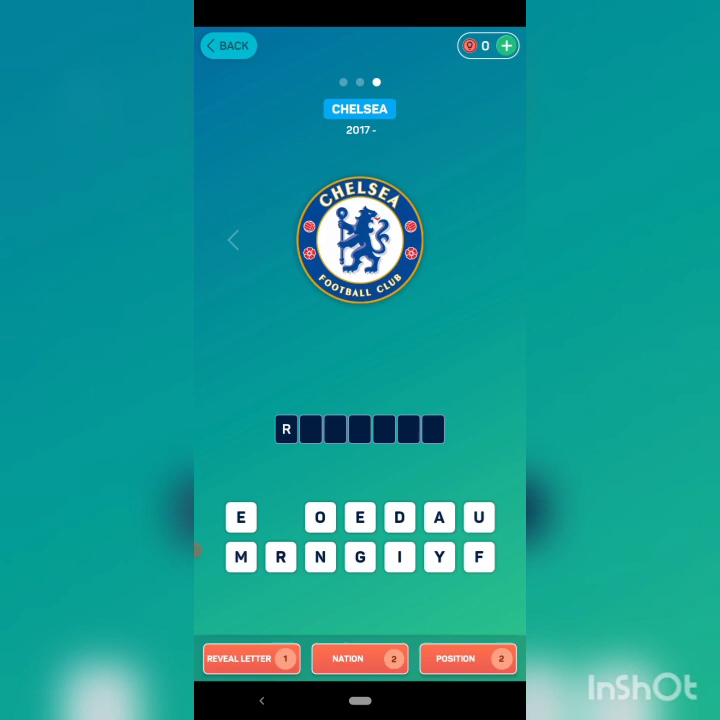 BACK
0 +
CHELSEA
2017 -
CHELSEA
FOOTBALL CLUB
R
E O E D A U
M R N G I Y F
REVEAL LETTER 1 NATION 2 POSITION 2
InShOt